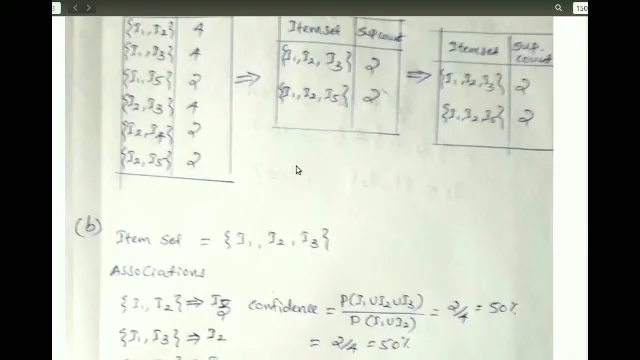 {I1, I2} 4
{I1, I3} 4
{I1, I5} 2
{I2, I3} 4
{I2, I4} 2
{I2, I5} 2
⇒
Itemset Sup count
{I1, I2, I3} 2
{I1, I2, I5} 2
⇒
Itemset Sup. count
{I1, I2, I3} 2
{I1, I2, I5} 2
(b)
Item set = {I1, I2, I3}
Associations
{I1, I2} ⇒ I3 confidence = P(I1 ∪ I2 ∪ I3) / P(I1 ∪ I2) = 2/4 = 50%
{I1, I3} ⇒ I2 = 2/4 = 50%
150